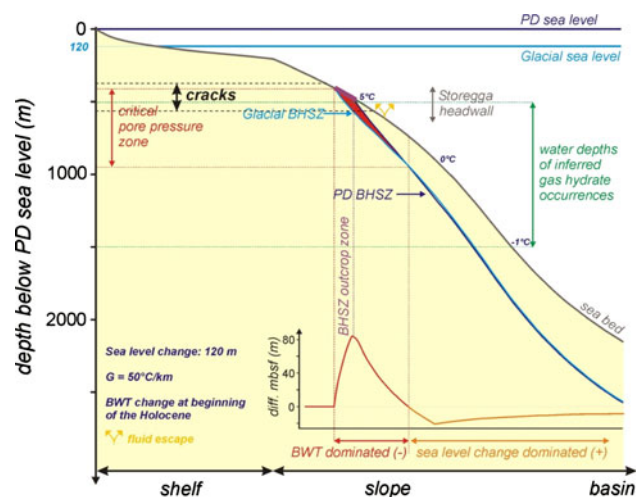 PD sea level
0
120
Glacial sea level
cracks
critical
pore pressure
zone
5°C
Storegga
headwall
Glacial BHSZ
1000
0°C
water depths
of inferred
gas hydrate
occurrences
PD BHSZ
-1°C
BHSZ outcrop zone
2000
sea bed
depth below PD sea level (m)
80
40
0
diff. mbsf (m)
Sea level change: 120 m
G = 50°C/km
BWT change at beginning
of the Holocene
fluid escape
BWT dominated (-)
sea level change dominated (+)
shelf
slope
basin